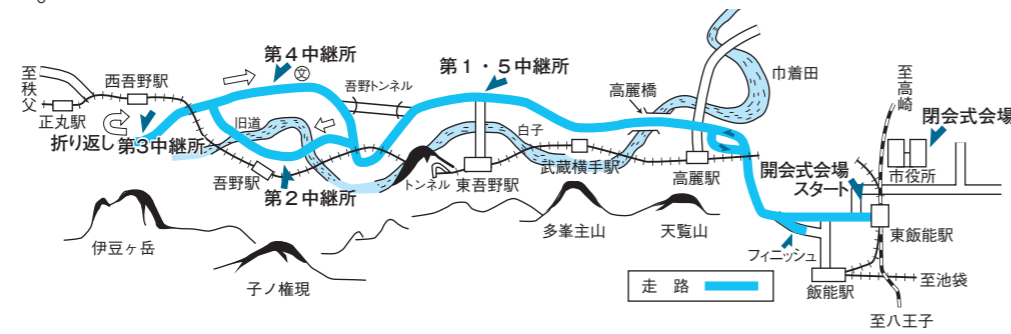 至秩父
正丸駅
西吾野駅
折り返し
第3中継所
第4中継所
文
旧道
吾野駅
第2中継所
吾野トンネル
第1・5中継所
トンネル
東吾野駅
白子
武蔵横手駅
高麗橋
高麗駅
巾着田
至高崎
閉会式会場
市役所
開会式会場
スタート
東飯能駅
フィニッシュ
飯能駅
至池袋
至八王子
伊豆ヶ岳
子ノ権現
多峯主山
天覧山
走路